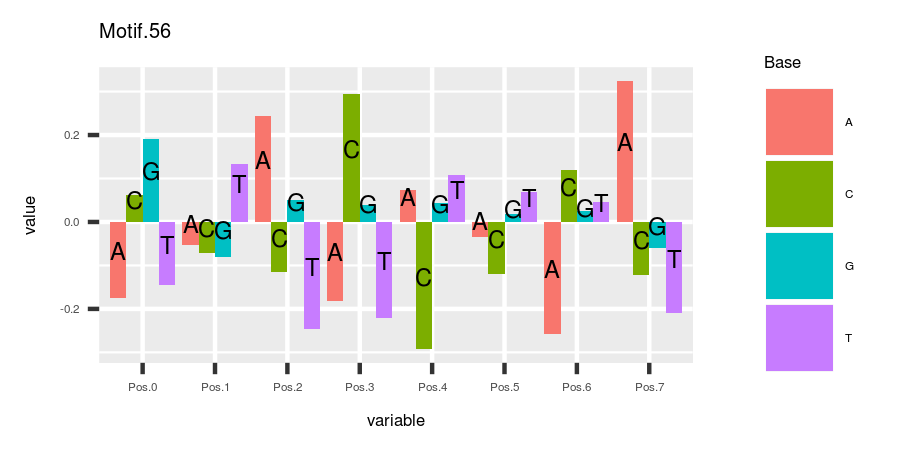 Motif.56
Base
A
C
G
T
0.2
0.0
-0.2
value
A C G T
A C G T
A C G T
A C G T
A C G T
A C G T
A C G T
A C G T
Pos.0 Pos.1 Pos.2 Pos.3 Pos.4 Pos.5 Pos.6 Pos.7
variable